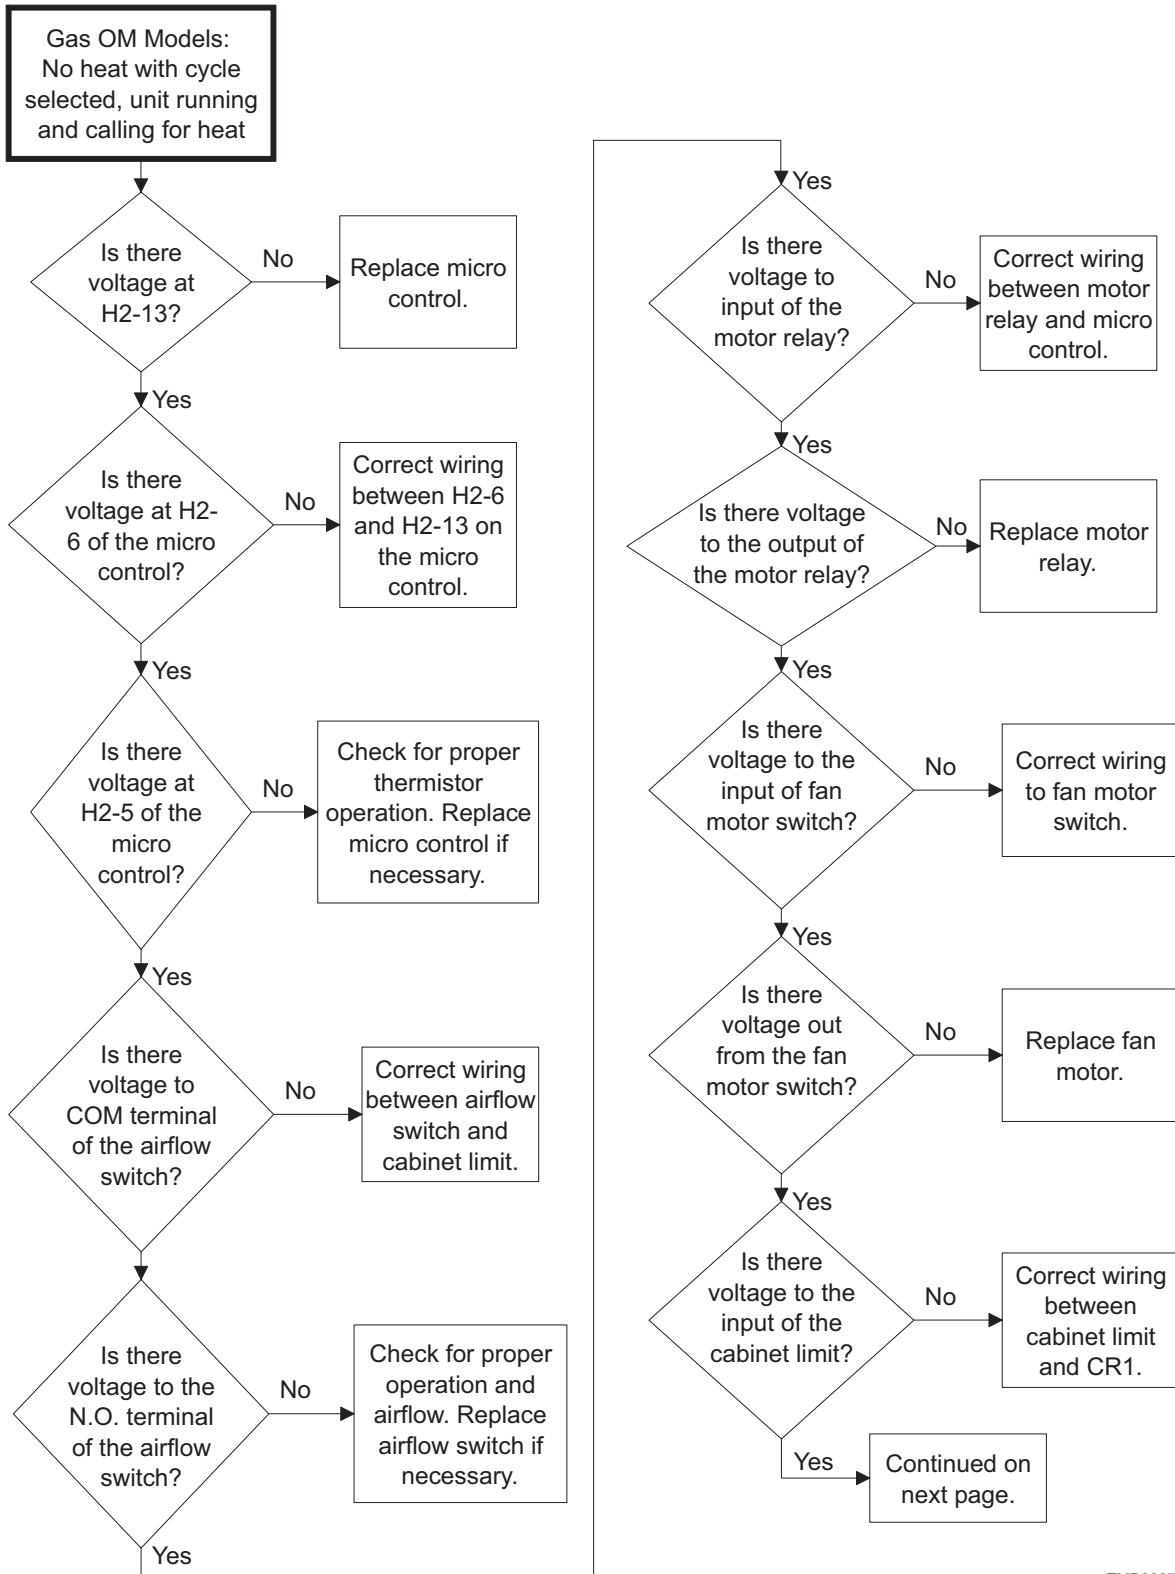 Gas OM Models:
No heat with cycle
selected, unit running
and calling for heat
Is there
voltage at
H2-13?
No
Replace micro
control.
Yes
Is there
voltage at H2-
6 of the micro
control?
No
Correct wiring
between H2-6
and H2-13 on
the micro
control.
Yes
Is there
voltage at
H2-5 of the
micro
control?
No
Check for proper
thermistor
operation. Replace
micro control if
necessary.
Yes
Is there
voltage to
COM terminal
of the airflow
switch?
No
Correct wiring
between airflow
switch and
cabinet limit.
Is there
voltage to the
N.O. terminal
of the airflow
switch?
No
Check for proper
operation and
airflow. Replace
airflow switch if
necessary.
Yes
Yes
Is there
voltage to
input of the
motor relay?
No
Correct wiring
between motor
relay and micro
control.
Yes
Is there voltage
to the output of
the motor relay?
No
Replace motor
relay.
Yes
Is there
voltage to the
input of fan
motor switch?
No
Correct wiring
to fan motor
switch.
Yes
Is there
voltage out
from the fan
motor switch?
No
Replace fan
motor.
Yes
Is there
voltage to the
input of the
cabinet limit?
No
Correct wiring
between
cabinet limit
and CR1.
Yes
Continued on
next page.